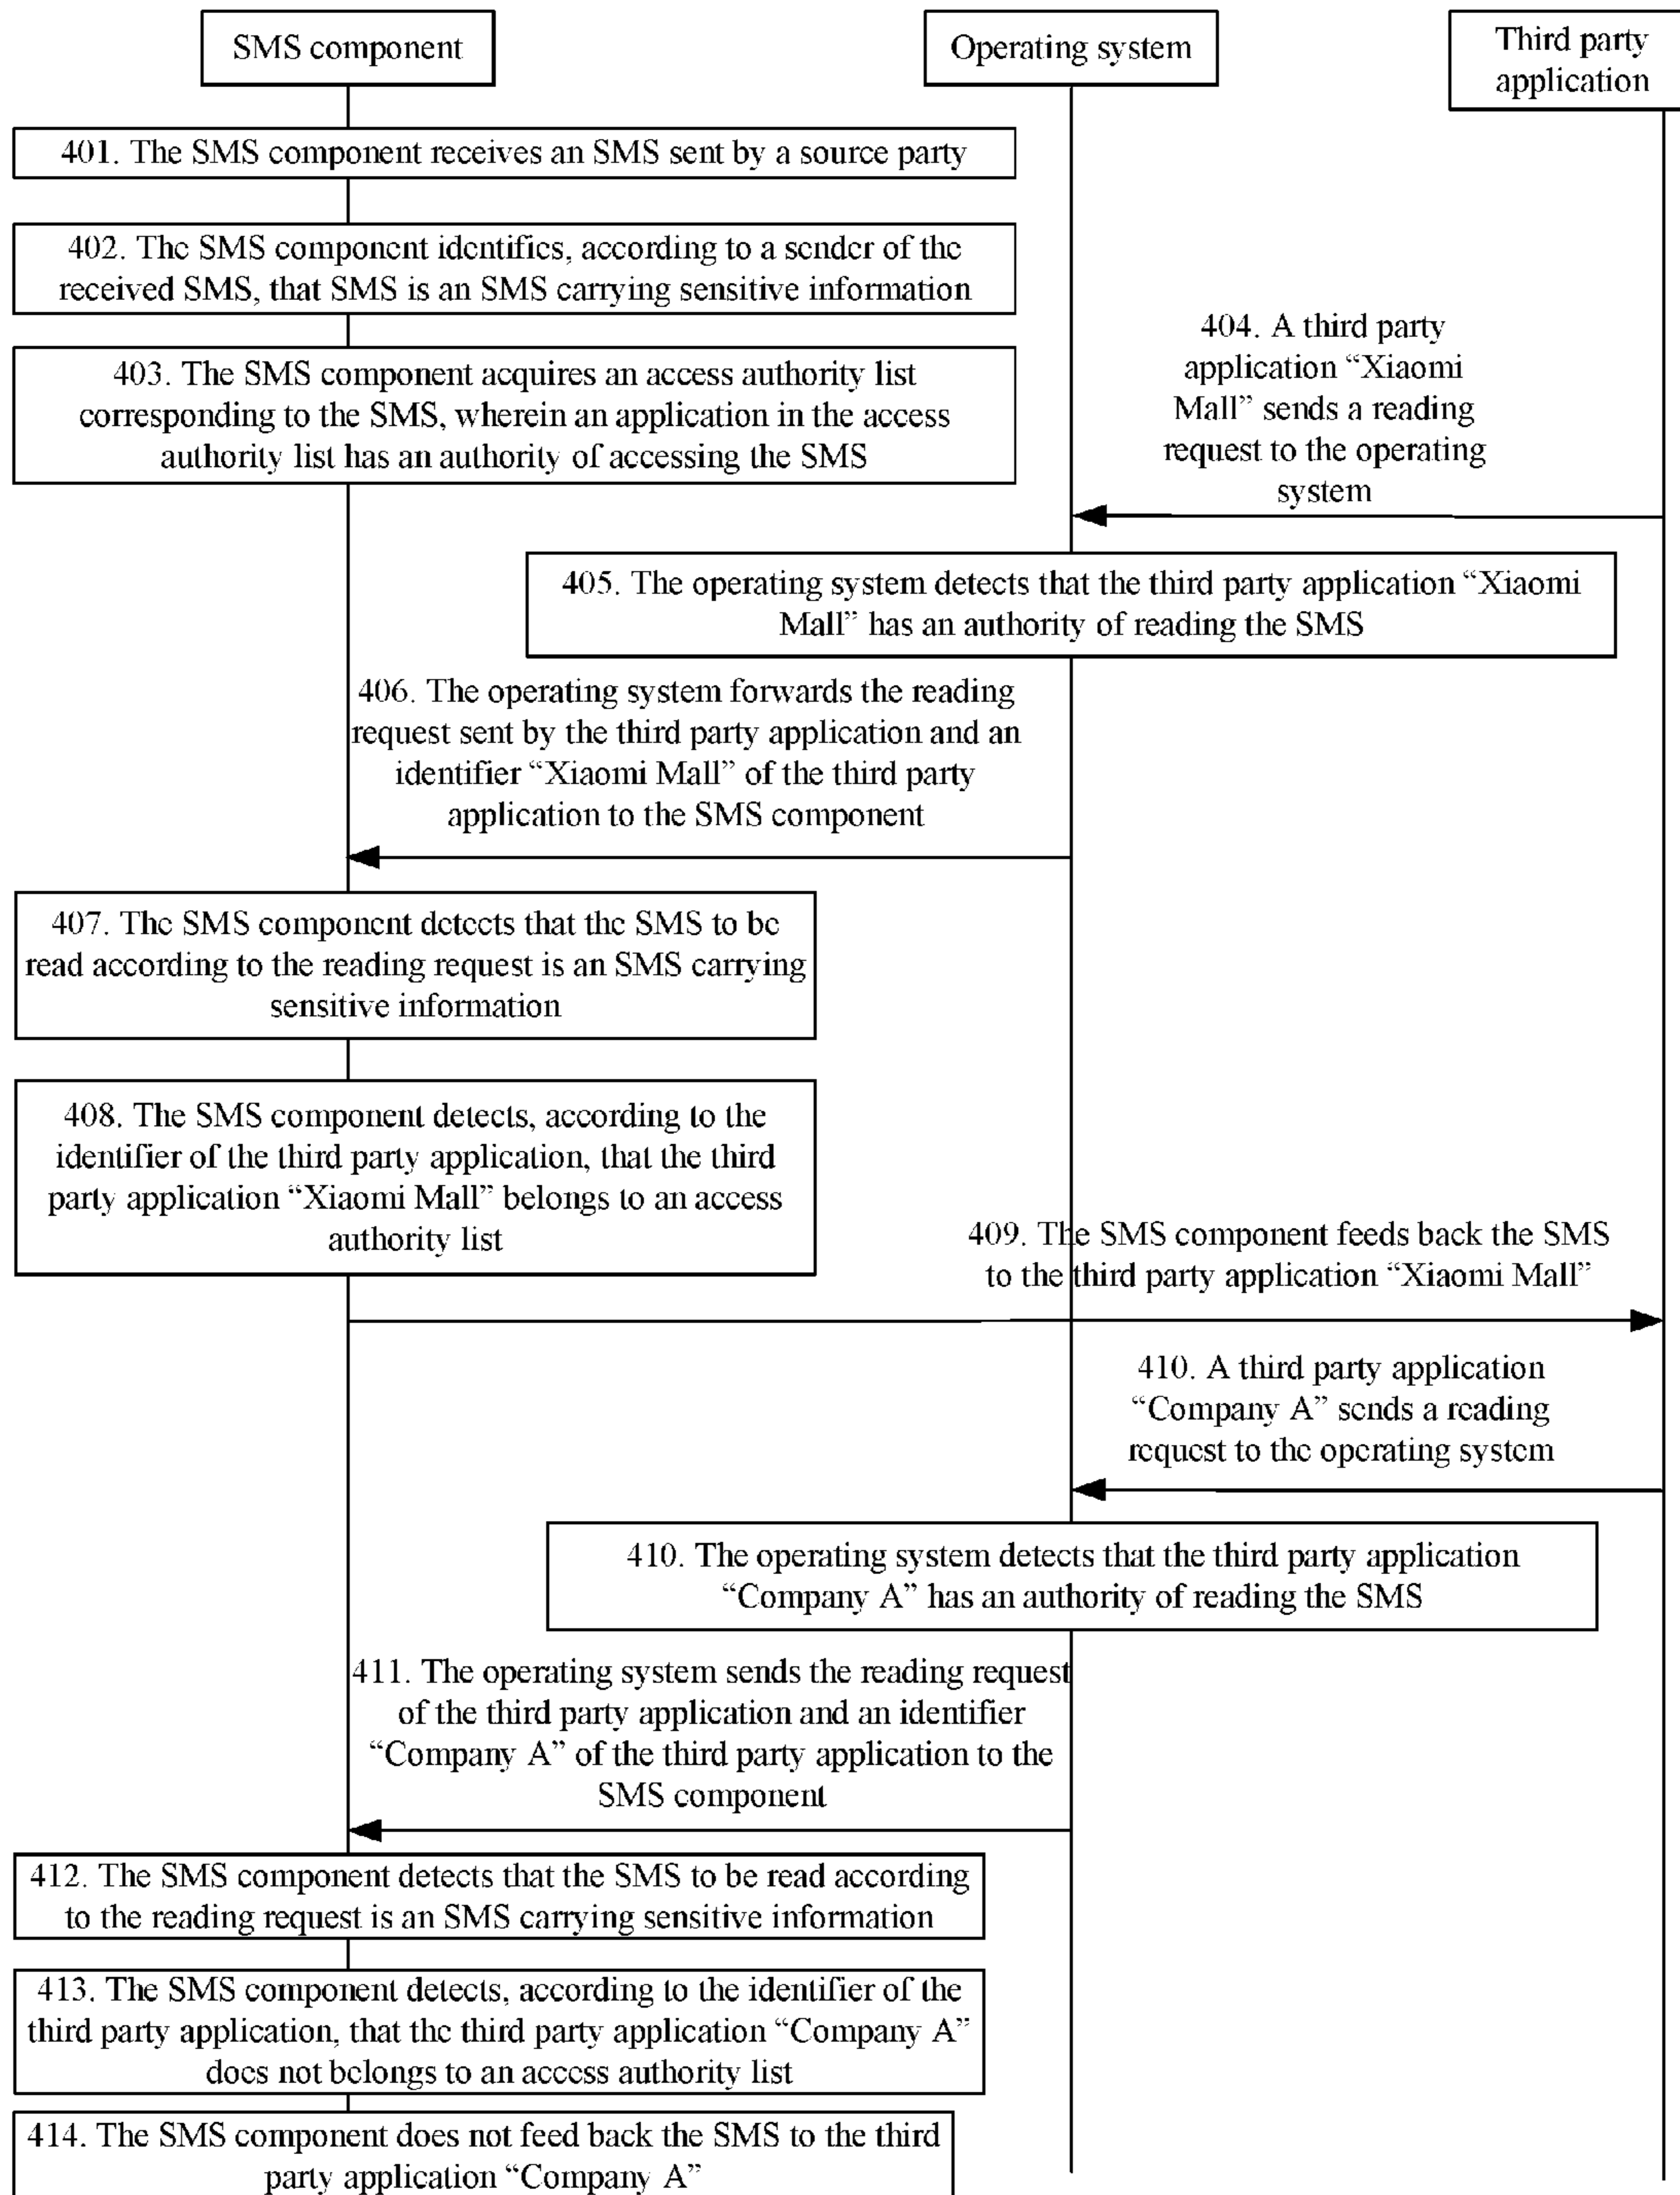 SMS component
Operating system
Third party
application
401. The SMS component receives an SMS sent by a source party
402. The SMS component identifies, according to a sender of the
received SMS, that SMS is an SMS carrying sensitive information
403. The SMS component acquires an access authority list
corresponding to the SMS, wherein an application in the access
authority list has an authority of accessing the SMS
404. A third party
application “Xiaomi
Mall” sends a reading
request to the operating
system
405. The operating system detects that the third party application “Xiaomi
Mall” has an authority of reading the SMS
406. The operating system forwards the reading
request sent by the third party application and an
identifier “Xiaomi Mall” of the third party
application to the SMS component
407. The SMS component detects that the SMS to be
read according to the reading request is an SMS carrying
sensitive information
408. The SMS component detects, according to the
identifier of the third party application, that the third
party application “Xiaomi Mall” belongs to an access
authority list
409. The SMS component feeds back the SMS
to the third party application “Xiaomi Mall”
410. A third party application
“Company A” sends a reading
request to the operating system
410. The operating system detects that the third party application
“Company A” has an authority of reading the SMS
411. The operating system sends the reading request
of the third party application and an identifier
“Company A” of the third party application to the
SMS component
412. The SMS component detects that the SMS to be read according
to the reading request is an SMS carrying sensitive information
413. The SMS component detects, according to the identifier of the
third party application, that the third party application “Company A”
does not belongs to an access authority list
414. The SMS component does not feed back the SMS to the third
party application “Company A”